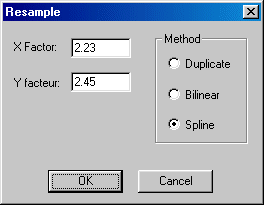 Resample
X Factor: 2.23
Y facteur: 2.45
Method
Duplicate
Bilinear
Spline
OK Cancel